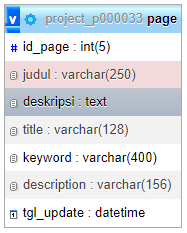 v project_p000033 page
# id_page : int(5)
judul : varchar(250)
deskripsi : text
title : varchar(128)
keyword : varchar(400)
description : varchar(156)
tgl_update : datetime